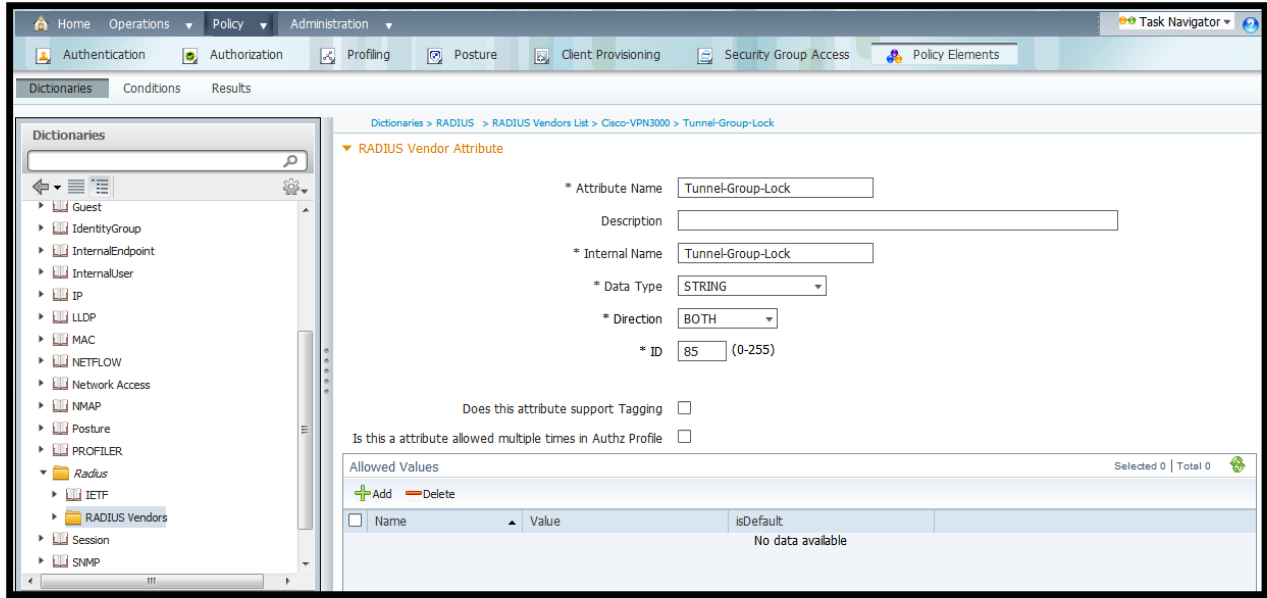 Home Operations Policy Administration Task Navigator
Authentication Authorization Profiling Posture Client Provisioning Security Group Access Policy Elements
Dictionaries Conditions Results
Dictionaries
Guest
IdentityGroup
InternalEndpoint
InternalUser
IP
LLDP
MAC
NETFLOW
Network Access
NMAP
Posture
PROFILER
Radius
IETF
RADIUS Vendors
Session
SNMP
Dictionaries > RADIUS > RADIUS Vendors List > Cisco-VPN3000 > Tunnel-Group-Lock
RADIUS Vendor Attribute
* Attribute Name Tunnel-Group-Lock
Description
* Internal Name Tunnel-Group-Lock
* Data Type STRING
* Direction BOTH
* ID 85 (0-255)
Does this attribute support Tagging
Is this a attribute allowed multiple times in Authz Profile
Allowed Values Selected 0 | Total 0
Add Delete
Name Value isDefault
No data available